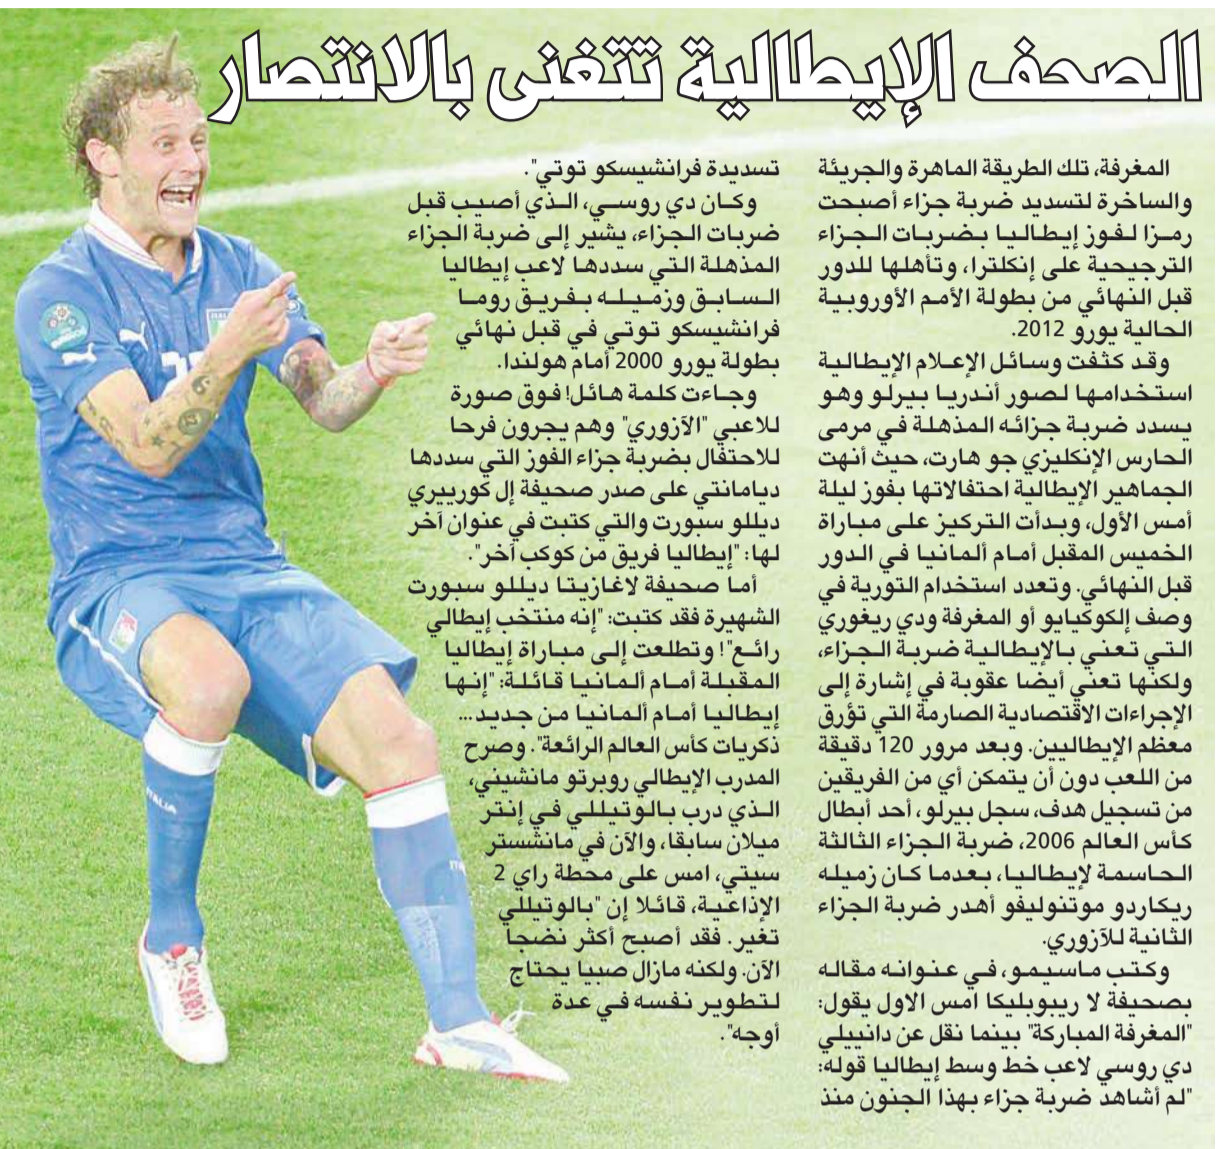 الصحف الإيطالية تتغنى بالانتصار
المغرفة، تلك الطريقة الماهرة والجريئة
والساخرة لتسديد ضربة جزاء أصبحت
رمزا لفوز إيطاليا بضربات الجزاء
الترجيحية على إنكلترا، وتأهلها للدور
قبل النهائي من بطولة الأمم الأوروبية
الحالية يورو 2012.
وقد كثفت وسائل الإعلام الإيطالية
استخدامها لصور أندريا بيرلو وهو
يسدد ضربة جزائه المذهلة في مرمى
الحارس الإنكليزي جو هارت، حيث أنهت
الجماهير الإيطالية احتفالاتها بفوز ليلة
أمس الأول، وبدأت التركيز على مباراة
الخميس المقبل أمام ألمانيا في الدور
قبل النهائي. وتعدد استخدام التورية في
وصف إلكوكيايو أو المغرفة ودي ريغوري
التي تعني بالإيطالية ضربة الجزاء،
ولكنها تعني أيضا عقوبة في إشارة إلى
الإجراءات الاقتصادية الصارمة التي تؤرق
معظم الإيطاليين. وبعد مرور 120 دقيقة
من اللعب دون أن يتمكن أي من الفريقين
من تسجيل هدف، سجل بيرلو، أحد أبطال
كأس العالم 2006، ضربة الجزاء الثالثة
الحاسمة لإيطاليا، بعدما كان زميله
ريكاردو موتنوليفو أهدر ضربة الجزاء
الثانية للآزوري.
وكتب ماسيمو، في عنوانه مقاله
بصحيفة لا ريبوبليكا امس الاول يقول:
"المغرفة المباركة" بينما نقل عن دانييلي
دي روسي لاعب خط وسط إيطاليا قوله:
"لم أشاهد ضربة جزاء بهذا الجنون منذ
تسديدة فرانشيسكو توتي".
وكان دي روسي، الذي أصيب قبل
ضربات الجزاء، يشير إلى ضربة الجزاء
المذهلة التي سددها لاعب إيطاليا
السابق وزميله بفريق روما
فرانشيسكو توتي في قبل نهائي
بطولة يورو 2000 أمام هولندا.
وجاءت كلمة هائل! فوق صورة
للاعبي "الآزوري" وهم يجرون فرحا
للاحتفال بضربة جزاء الفوز التي سددها
ديامانتي على صدر صحيفة إل كورييري
ديللو سبورت والتي كتبت في عنوان آخر
لها: "إيطاليا فريق من كوكب آخر".
أما صحيفة لاغازيتا ديللو سبورت
الشهيرة فقد كتبت: "إنه منتخب إيطالي
رائع"! وتطلعت إلى مباراة إيطاليا
المقبلة أمام ألمانيا قائلة: "إنها
إيطاليا أمام ألمانيا من جديد...
ذكريات كأس العالم الرائعة". وصرح
المدرب الإيطالي روبرتو مانشيني،
الذي درب بالوتيللي في إنتر
ميلان سابقا، والآن في مانشستر
سيتي، امس على محطة راي 2
الإذاعية، قائلا إن "بالوتيللي
تغير. فقد أصبح أكثر نضجا
الآن. ولكنه مازال صبيا يحتاج
لتطوير نفسه في عدة
أوجه".
ITALIA